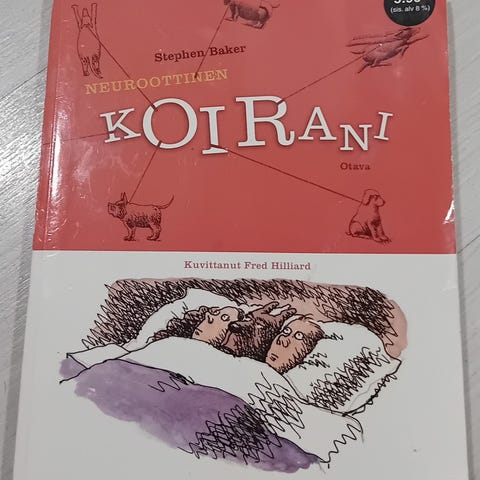 (sis. alv 8 %)
Stephen Baker
NEUROOTTINEN
KOIRANI
Otava
Kuvittanut Fred Hilliard